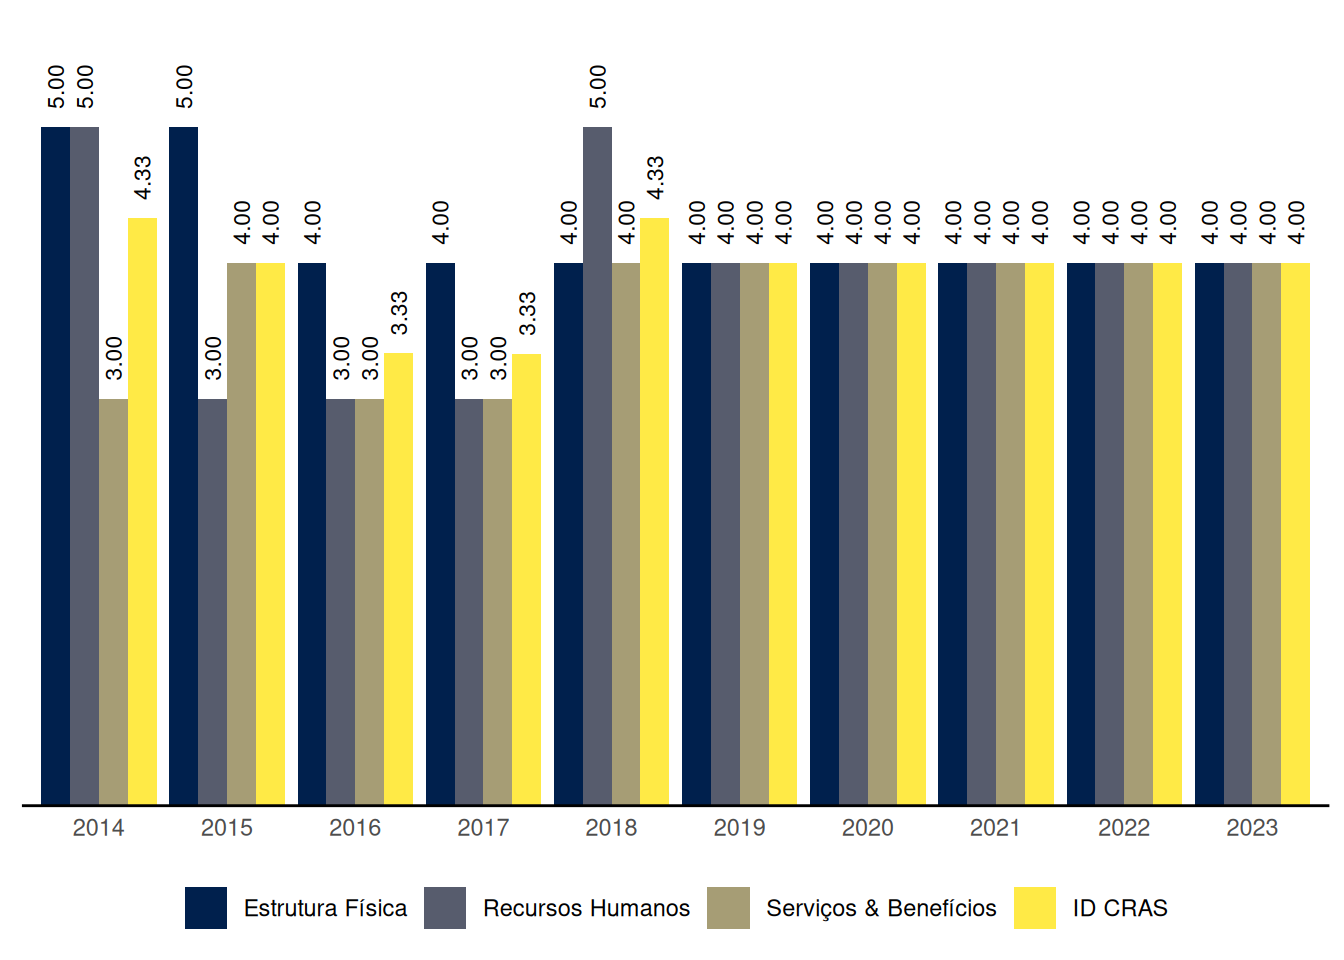 5.00 5.00 3.00 4.33 5.00 3.00 4.00 4.00 4.00 3.00 3.00 3.33 4.00 3.00 3.00 3.33 4.00 5.00 4.00 4.33 4.00 4.00 4.00 4.00 4.00 4.00 4.00 4.00 4.00 4.00 4.00 4.00 4.00 4.00 4.00 4.00 4.00 4.00 4.00 4.00
2014 2015 2016 2017 2018 2019 2020 2021 2022 2023
Estrutura Física Recursos Humanos Serviços & Benefícios ID CRAS